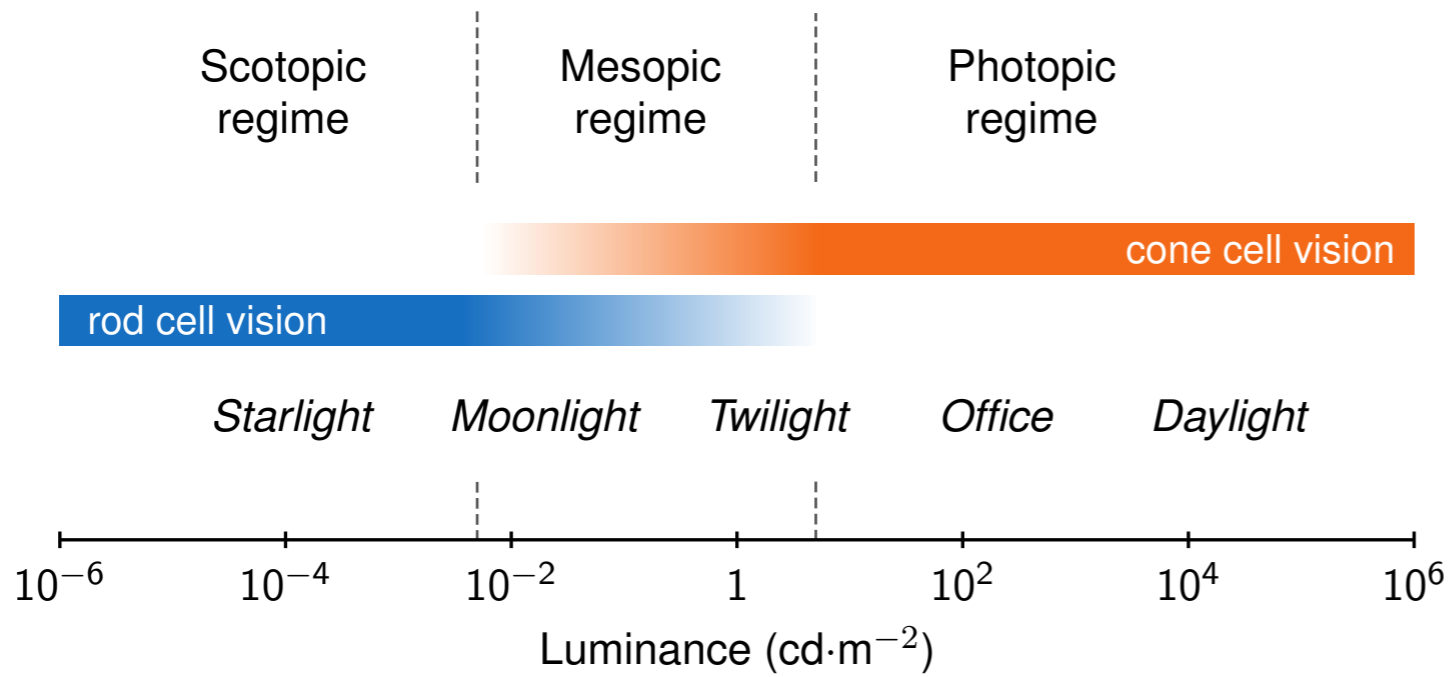 Scotopic
regime
Mesopic
regime
Photopic
regime
cone cell vision
rod cell vision
Starlight Moonlight Twilight Office Daylight
10⁻⁶ 10⁻⁴ 10⁻² 1 10² 10⁴ 10⁶
Luminance (cd·m⁻²)